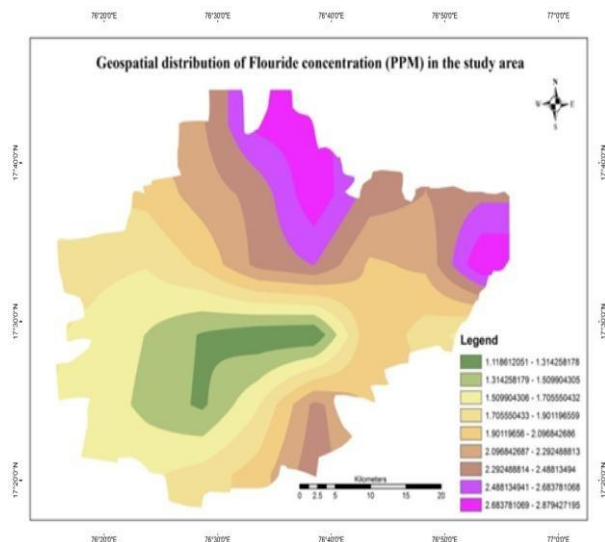 76°20'0"E 76°30'0"E 76°40'0"E 76°50'0"E 77°0'0"E
Geospatial distribution of Flouride concentration (PPM) in the study area
N
W E
S
17°40'0"N 17°40'0"N
17°30'0"N 17°30'0"N
Legend
1.118612051 - 1.314258178
1.314258179 - 1.509904305
1.509904306 - 1.705550432
1.705550433 - 1.901196559
1.90119656 - 2.096842686
2.096842687 - 2.292488813
2.292488814 - 2.48813494
2.488134941 - 2.683781068
2.683781069 - 2.879427195
Kilometers
0 2.5 5 10 15 20
17°20'0"N 17°20'0"N
76°20'0"E 76°30'0"E 76°40'0"E 76°50'0"E 77°0'0"E